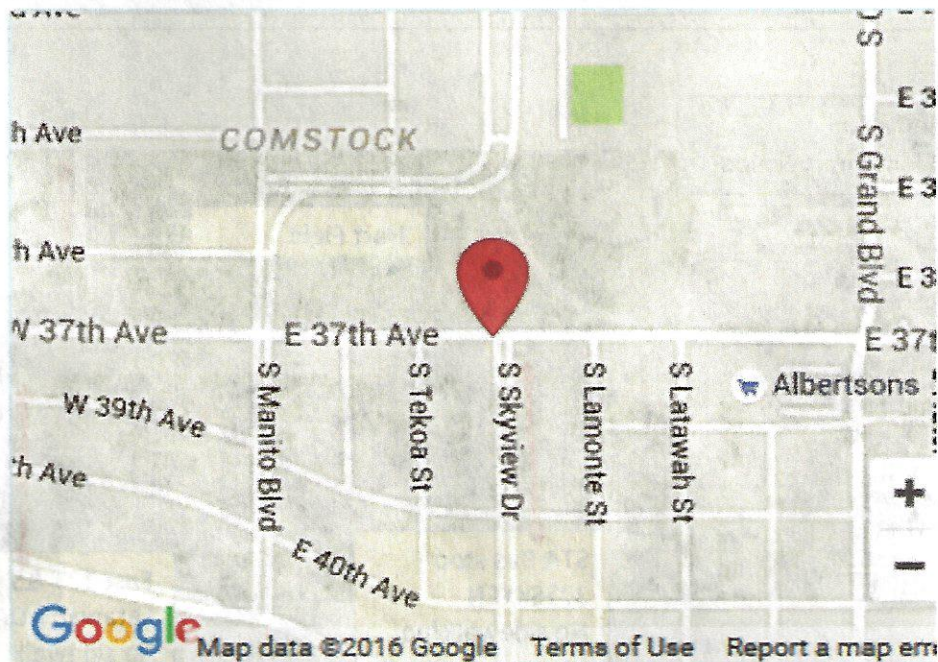 h Ave
COMSTOCK
S Grand Blvd
E 3
E 3
h Ave
E 3
W 37th Ave
E 37th Ave
E 37t
S Manito Blvd
S Tekoa St
S Skyview Dr
S Lamonte St
S Latawah St
Albertsons
W 39th Ave
h Ave
E 40th Ave
+
−
Google
Map data ©2016 Google Terms of Use Report a map erro